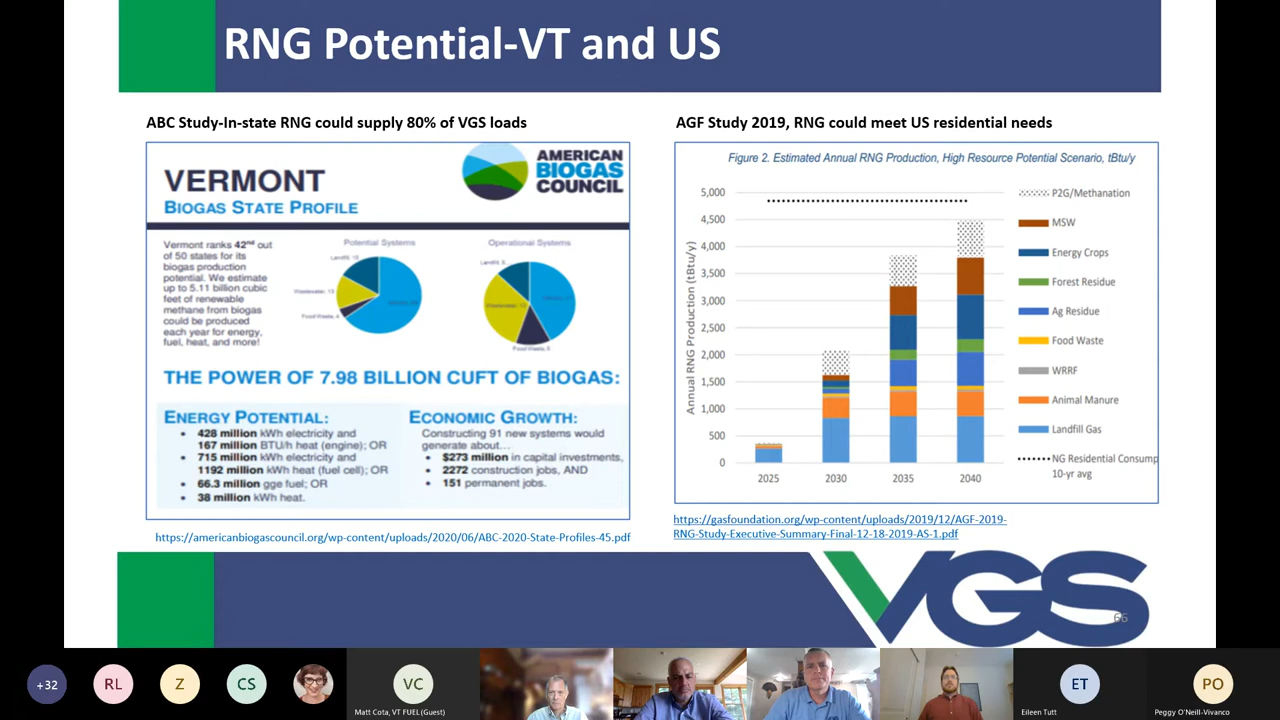 RNG Potential-VT and US
ABC Study-In-state RNG could supply 80% of VGS loads
VERMONT
BIOGAS STATE PROFILE
AMERICAN
BIOGAS
COUNCIL
Vermont ranks 42nd out
of 50 states for its
biogas production
potential. We estimate
up to 5.11 billion cubic
feet of renewable
methane from biogas
could be produced
each year for energy,
fuel, heat, and more!
Potential Systems
Wastewater, 13
Food Waste, 4
Operational Systems
Food Waste, 5
THE POWER OF 7.98 BILLION CUFT OF BIOGAS:
ENERGY POTENTIAL:
• 428 million kWh electricity and
167 million BTU/h heat (engine); OR
• 715 million kWh electricity and
1192 million kWh heat (fuel cell); OR
• 66.3 million gge fuel; OR
• 38 million kWh heat.
ECONOMIC GROWTH:
Constructing 91 new systems would
generate about...
• $273 million in capital investments,
• 2272 construction jobs, AND
• 151 permanent jobs.
https://americanbiogascouncil.org/wp-content/uploads/2020/06/ABC-2020-State-Profiles-45.pdf
AGF Study 2019, RNG could meet US residential needs
Figure 2. Estimated Annual RNG Production, High Resource Potential Scenario, tBtu/y
Annual RNG Production (tBtu/y)
5,000
4,500
4,000
3,500
3,000
2,500
2,000
1,500
1,000
500
0
2025 2030 2035 2040
P2G/Methanation
MSW
Energy Crops
Forest Residue
Ag Residue
Food Waste
WRRF
Animal Manure
Landfill Gas
NG Residential Consump
10-yr avg
https://gasfoundation.org/wp-content/uploads/2019/12/AGF-2019-
RNG-Study-Executive-Summary-Final-12-18-2019-AS-1.pdf
VGS
66
+32
RL
Z
CS
VC
Matt Cota, VT FUEL (Guest)
ET
Eileen Tutt
PO
Peggy O'Neill-Vivanco